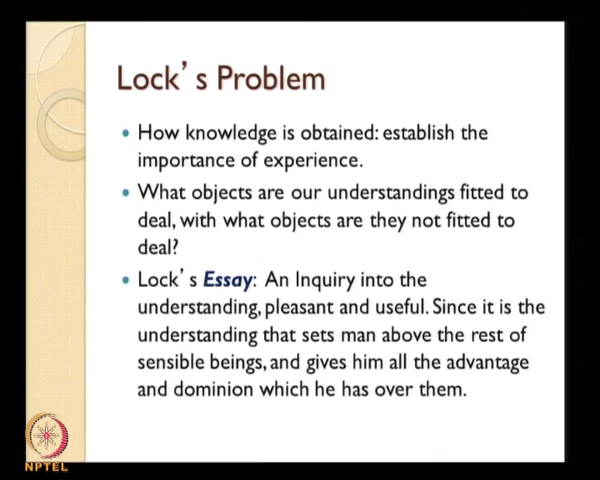 Lock’ s Problem
How knowledge is obtained: establish the
importance of experience.
What objects are our understandings fitted to
deal, with what objects are they not fitted to
deal?
Lock’ s Essay: An Inquiry into the
understanding, pleasant and useful. Since it is the
understanding that sets man above the rest of
sensible beings, and gives him all the advantage
and dominion which he has over them.
NPTEL